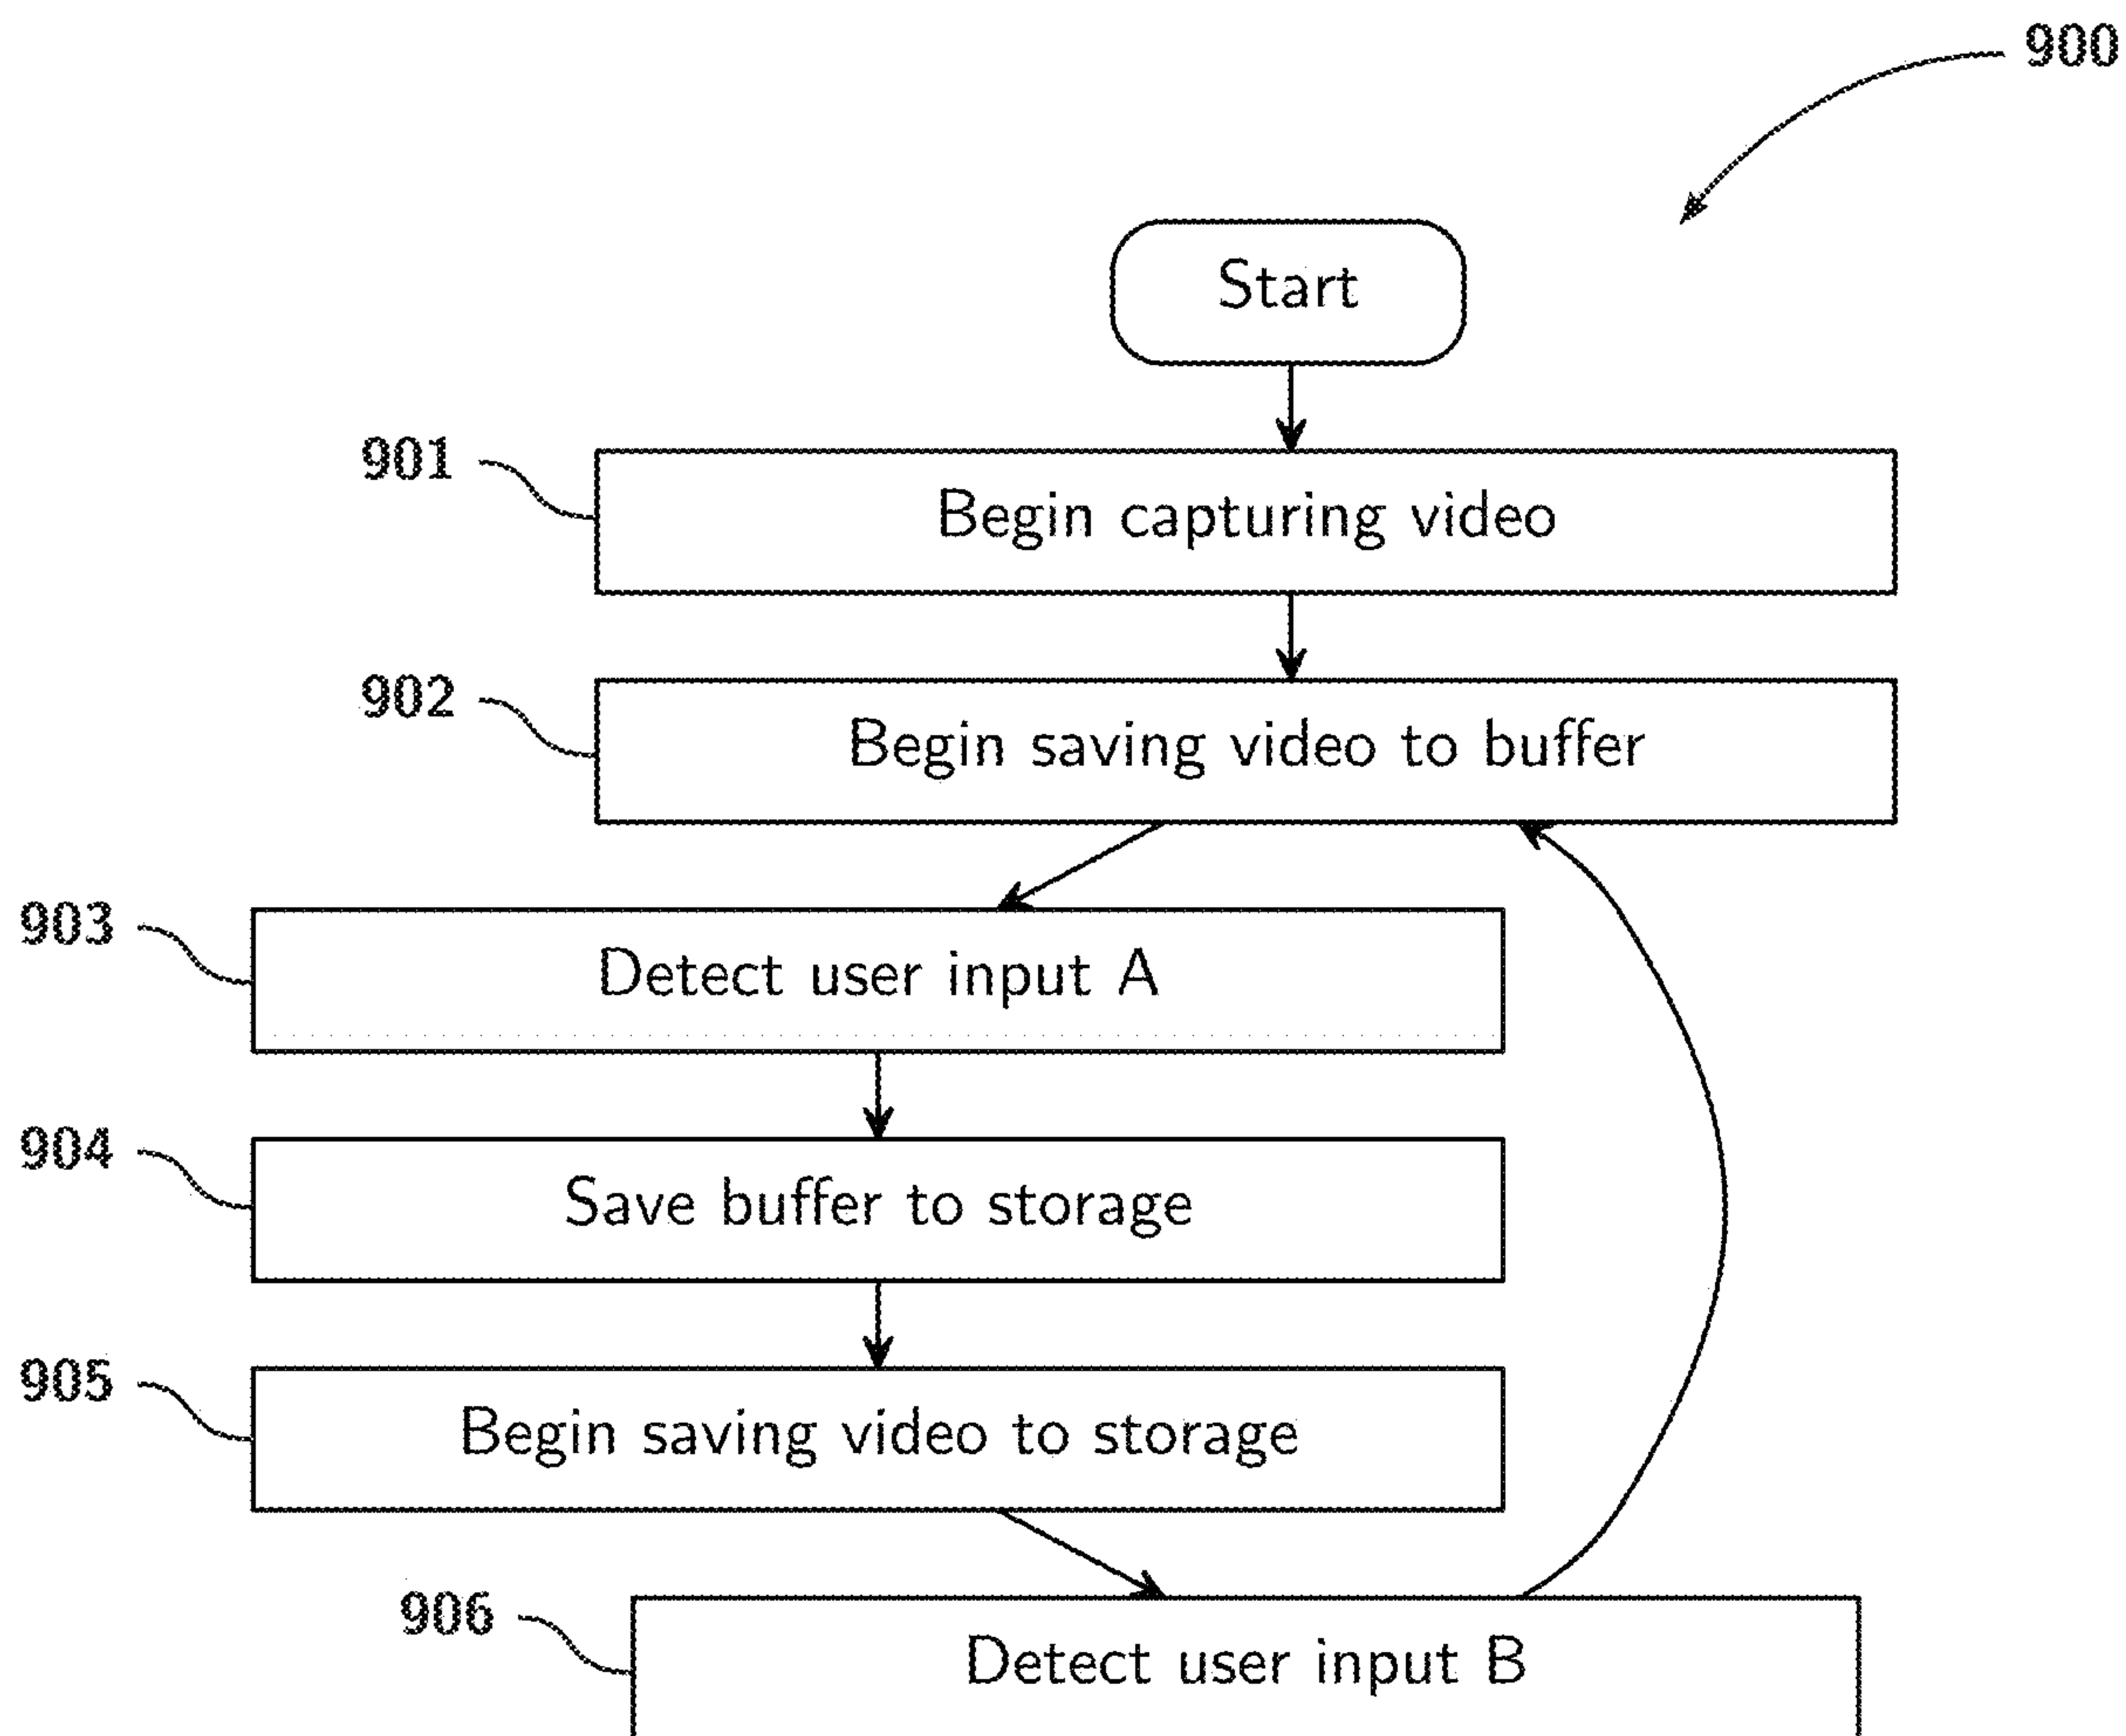 900
Start
901
Begin capturing video
902
Begin saving video to buffer
903
Detect user input A
904
Save buffer to storage
905
Begin saving video to storage
906
Detect user input B